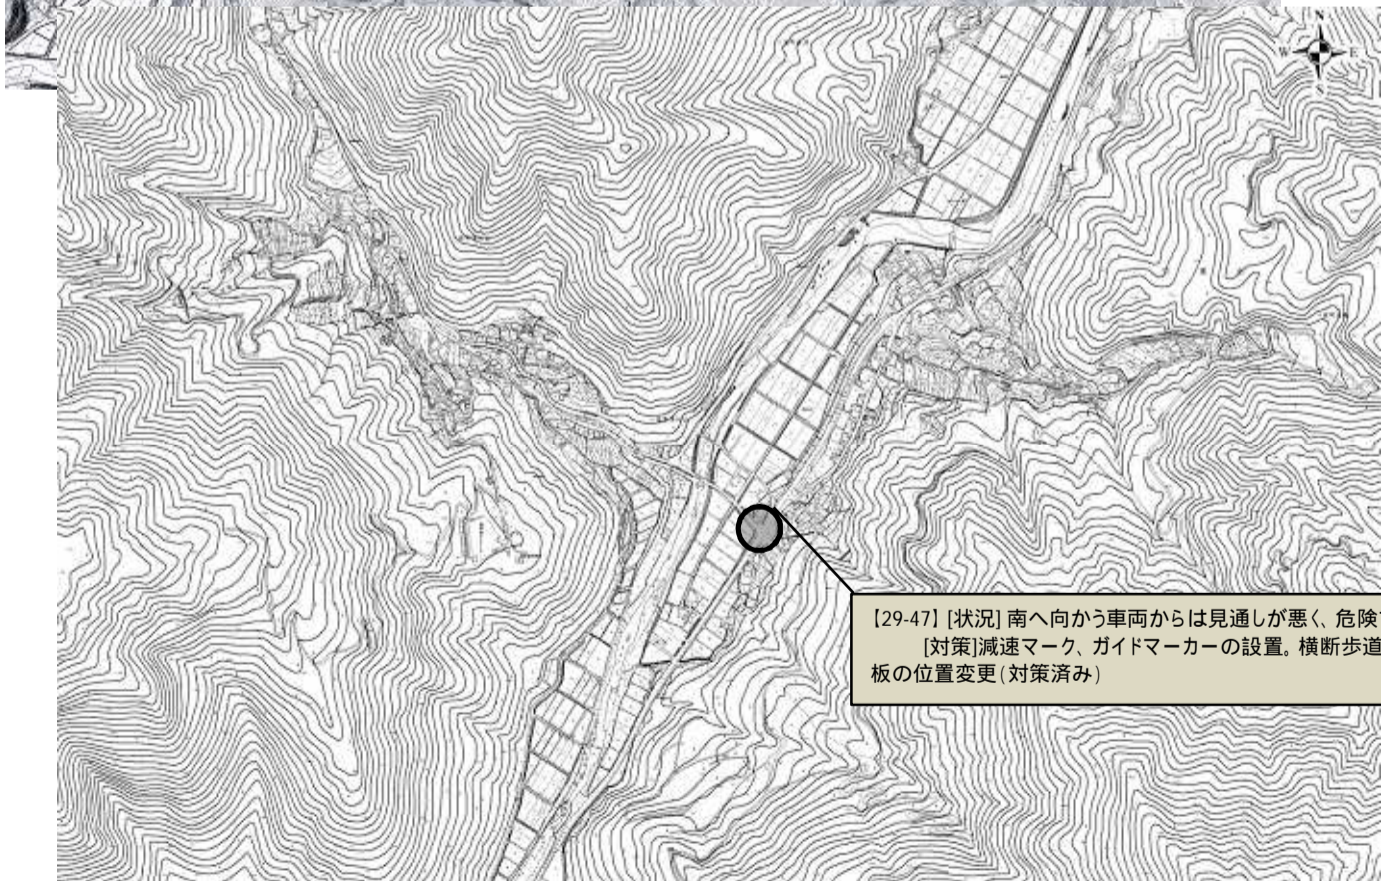 N
W E
【29-47】 [状況] 南へ向かう車両からは見通しが悪く、危険
[対策]減速マーク、ガイドマーカーの設置。横断歩道
板の位置変更(対策済み)